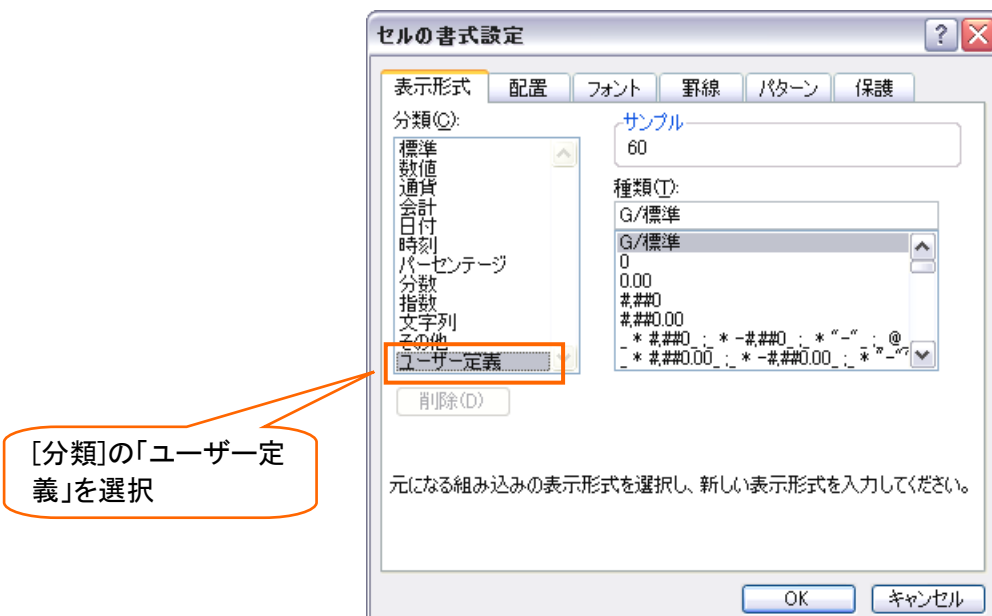 セルの書式設定
表示形式 配置 フォント 罫線 パターン 保護
分類(C):
標準
数値
通貨
会計
日付
時刻
パーセンテージ
分数
指数
文字列
その他
ユーザー定義
削除(D)
サンプル
60
種類(T):
G/標準
G/標準
0
0.00
#,##0
#,##0.00
_ * #,##0_ ;_ * -#,##0_ ;_ * "-"_ ;_ @_
_ * #,##0.00_ ;_ * -#,##0.00_ ;_ * "-"?
[分類]の「ユーザー定
義」を選択
元になる組み込みの表示形式を選択し、新しい表示形式を入力してください。
OK キャンセル